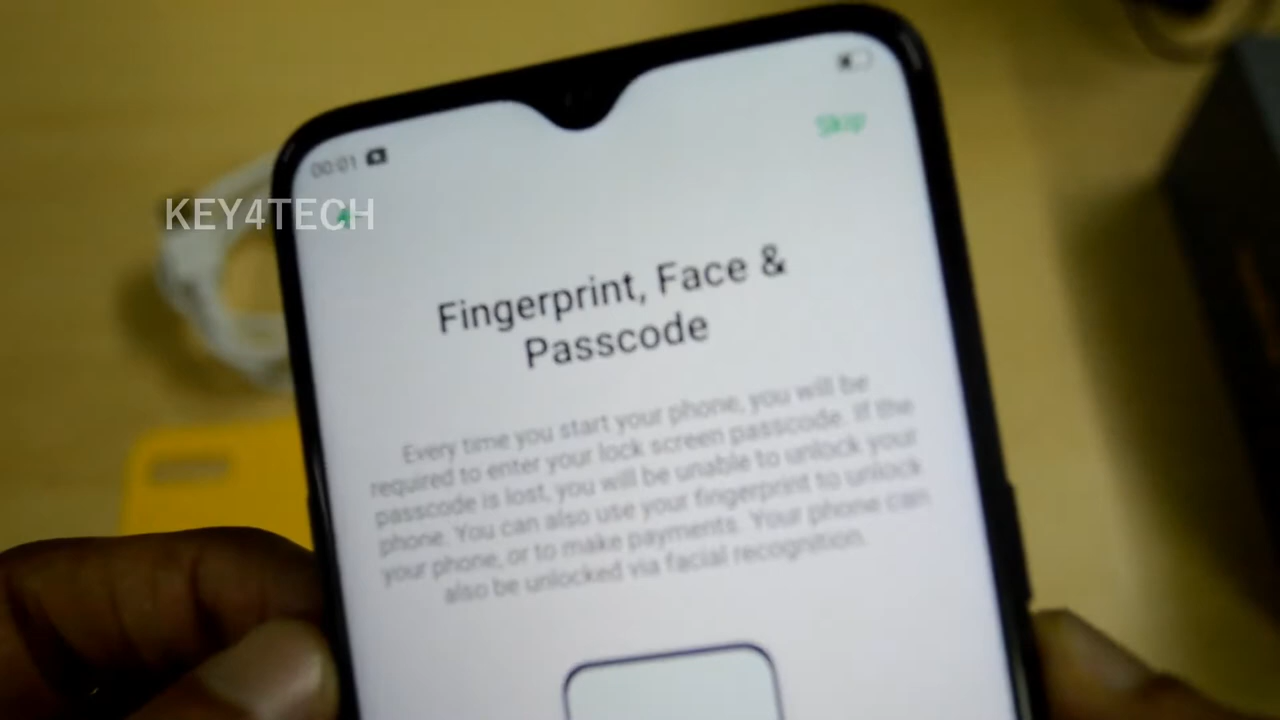 00:01
Skip
KEY4TECH
Fingerprint, Face &
Passcode
Every time you start your phone, you will be
required to enter your lock screen passcode. If the
passcode is lost, you will be unable to unlock your
phone. You can also use your fingerprint to unlock
your phone, or to make payments. Your phone can
also be unlocked via facial recognition.